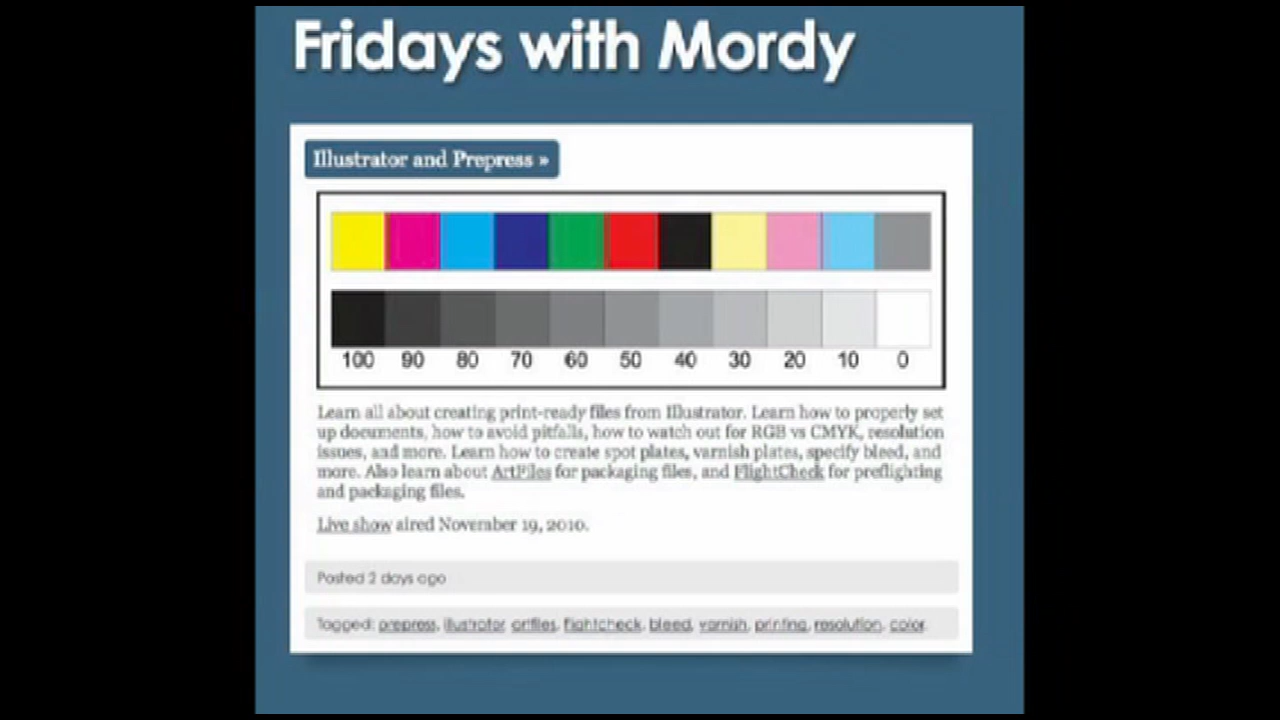 Fridays with Mordy
Illustrator and Prepress »
100 90 80 70 60 50 40 30 20 10 0
Learn all about creating print-ready files from Illustrator. Learn how to properly set
up documents, how to avoid pitfalls, how to watch out for RGB vs CMYK, resolution
issues, and more. Learn how to create spot plates, varnish plates, specify bleed, and
more. Also learn about ArtFiles for packaging files, and FlightCheck for preflighting
and packaging files.
Live show aired November 19, 2010.
Posted 2 days ago
Tagged: prepress, illustrator, artfiles, flightcheck, bleed, varnish, printing, resolution, color.